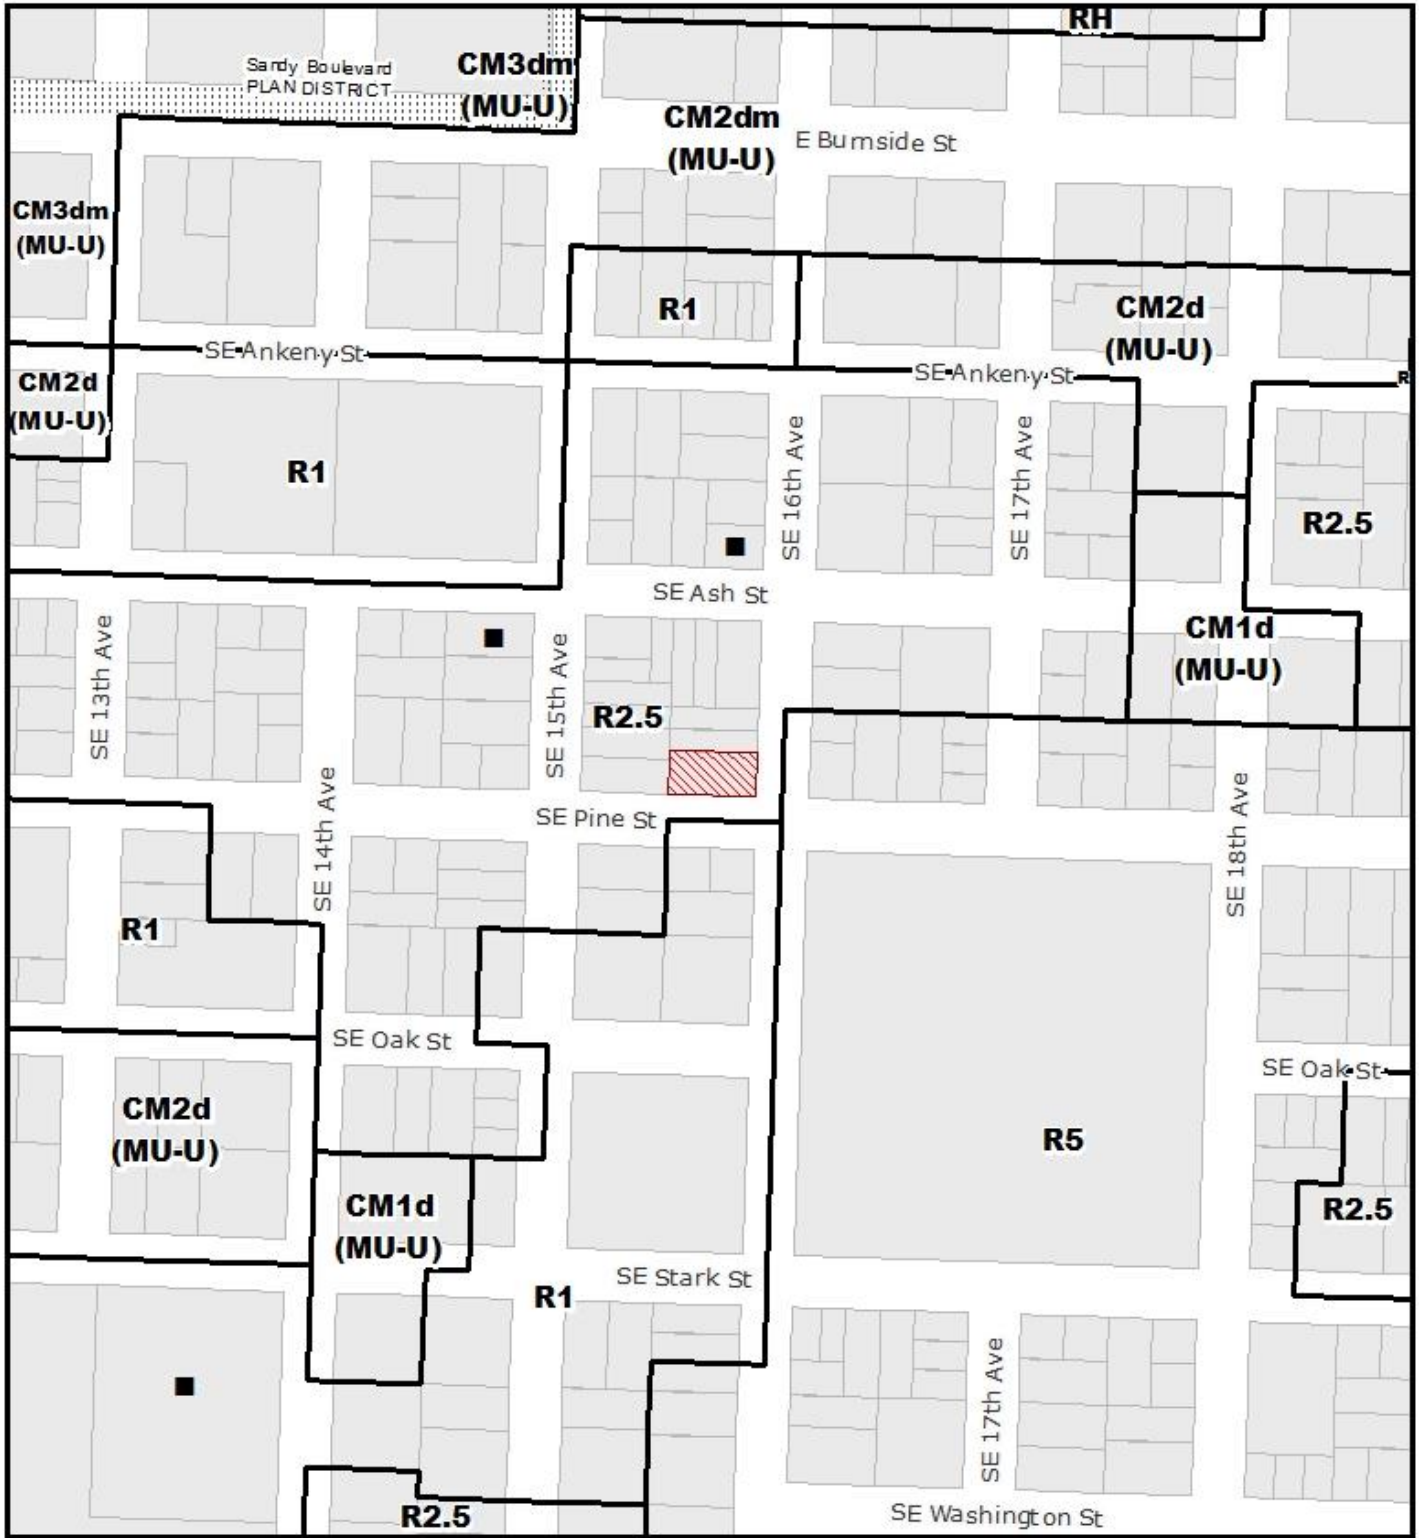 RH
Sandy Boulevard
PLAN DISTRICT
CM3dm
(MU-U)
CM2dm
(MU-U)
E Burnside St
CM3dm
(MU-U)
R1
CM2d
(MU-U)
SE Ankeny St
SE Ankeny St
CM2d
(MU-U)
R
R1
SE 16th Ave
SE 17th Ave
R2.5
SE Ash St
SE 13th Ave
SE 15th Ave
CM1d
(MU-U)
R2.5
SE 14th Ave
SE Pine St
SE 18th Ave
R1
SE Oak St
SE Oak St
CM2d
(MU-U)
R5
CM1d
(MU-U)
R2.5
SE Stark St
R1
SE 17th Ave
R2.5
SE Washington St